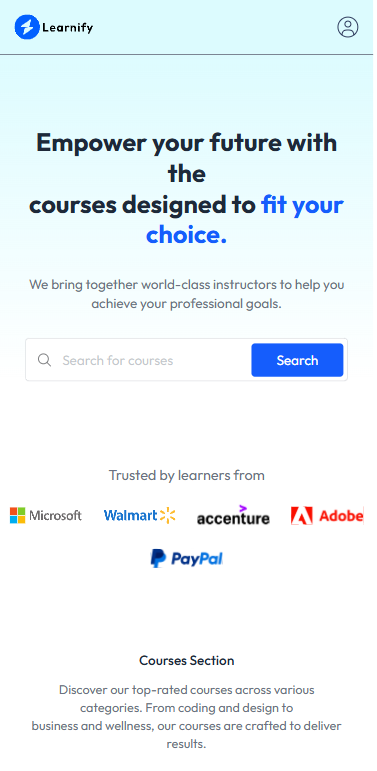 Learnify
Empower your future with
the
courses designed to fit your
choice.
We bring together world-class instructors to help you
achieve your professional goals.
Search for courses
Search
Trusted by learners from
Microsoft
Walmart
accenture
Adobe
PayPal
Courses Section
Discover our top-rated courses across various
categories. From coding and design to
business and wellness, our courses are crafted to deliver
results.